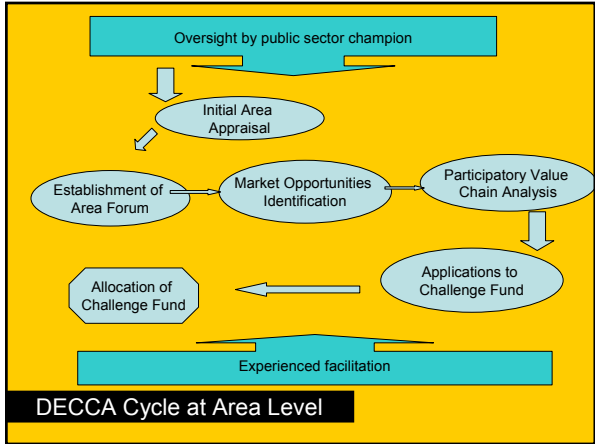 Oversight by public sector champion
Initial Area
Appraisal
Establishment of
Area Forum
Market Opportunities
Identification
Participatory Value
Chain Analysis
Applications to
Challenge Fund
Allocation of
Challenge Fund
Experienced facilitation
DECCA Cycle at Area Level